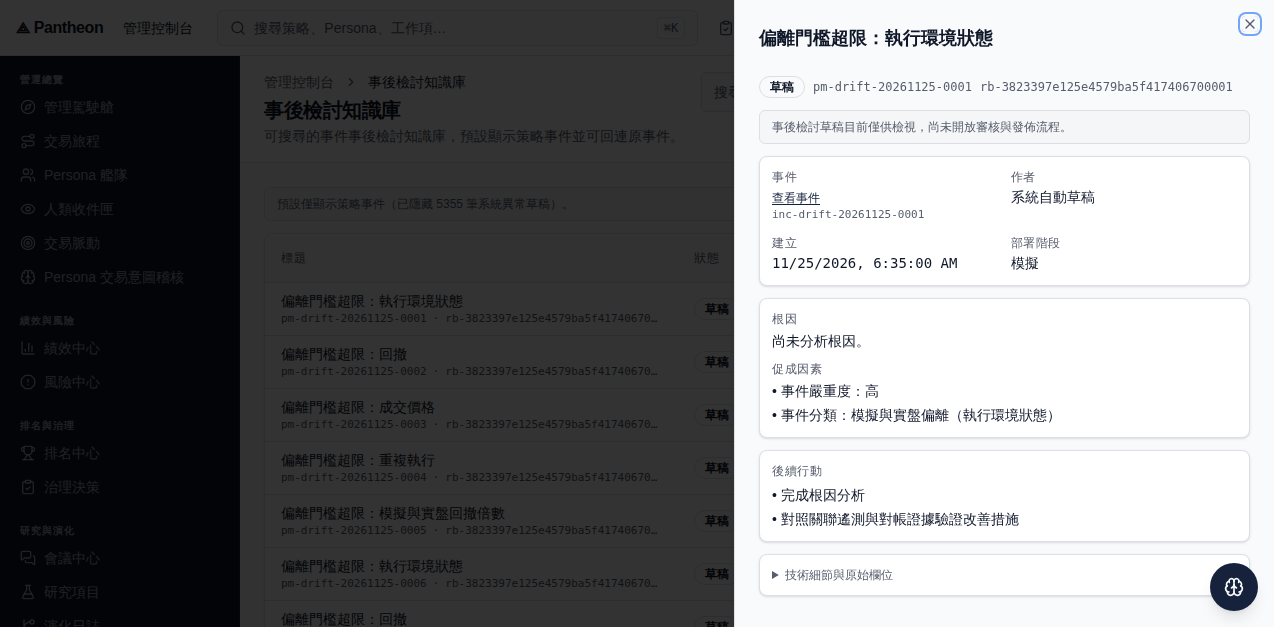 Pantheon
管理控制台
搜尋策略、Persona、工作項…
⌘K
營運總覽
管理駕駛艙
交易旅程
Persona 艦隊
人類收件匣
交易脈動
Persona 交易意圖稽核
績效與風險
績效中心
風險中心
排名與治理
排名中心
治理決策
研究與演化
會議中心
研究項目
演化日誌
管理控制台 > 事後檢討知識庫
事後檢討知識庫
可搜尋的事件事後檢討知識庫，預設顯示策略事件並可回連原事件。
預設僅顯示策略事件（已隱藏 5355 筆系統異常草稿）。
標題 狀態
偏離門檻超限：執行環境狀態
草稿
pm-drift-20261125-0001 · rb-3823397e125e4579ba5f41740670…
偏離門檻超限：回撤
草稿
pm-drift-20261125-0002 · rb-3823397e125e4579ba5f41740670…
偏離門檻超限：成交價格
草稿
pm-drift-20261125-0003 · rb-3823397e125e4579ba5f41740670…
偏離門檻超限：重複執行
草稿
pm-drift-20261125-0004 · rb-3823397e125e4579ba5f41740670…
偏離門檻超限：模擬與實盤回撤倍數
草稿
pm-drift-20261125-0005 · rb-3823397e125e4579ba5f41740670…
偏離門檻超限：執行環境狀態
草稿
pm-drift-20261125-0006 · rb-3823397e125e4579ba5f41740670…
偏離門檻超限：回撤
草稿
偏離門檻超限：執行環境狀態
草稿 pm-drift-20261125-0001 rb-3823397e125e4579ba5f417406700001
事後檢討草稿目前僅供檢視，尚未開放審核與發佈流程。
事件
查看事件
inc-drift-20261125-0001
作者
系統自動草稿
建立
11/25/2026, 6:35:00 AM
部署階段
模擬
根因
尚未分析根因。
促成因素
• 事件嚴重度：高
• 事件分類：模擬與實盤偏離（執行環境狀態）
後續行動
• 完成根因分析
• 對照關聯遙測與對帳證據驗證改善措施
技術細節與原始欄位